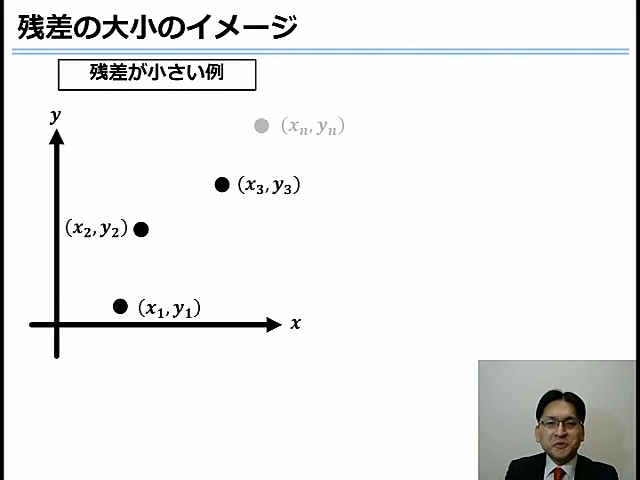 残差の大小のイメージ
残差が小さい例
y
(xₙ, yₙ)
(x₃, y₃)
(x₂, y₂)
(x₁, y₁)
x